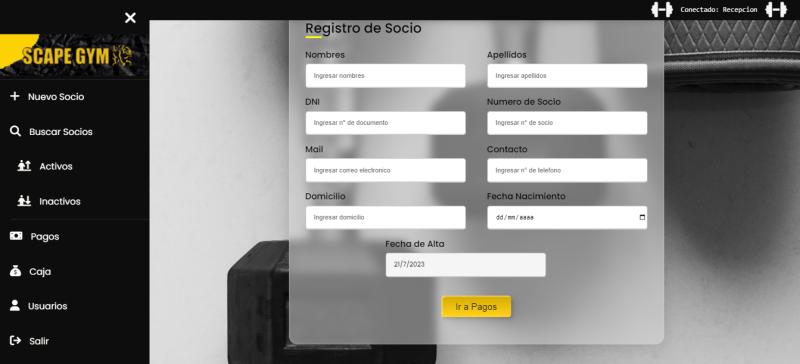 Conectado: Recepcion
SCAPE GYM
Nuevo Socio
Buscar Socios
Activos
Inactivos
Pagos
Caja
Usuarios
Salir
Registro de Socio
Nombres
Apellidos
Ingresar nombres
Ingresar apellidos
DNI
Numero de Socio
Ingresar n° de documento
Ingresar n° de socio
Mail
Contacto
Ingresar correo electronico
Ingresar n° de telefono
Domicilio
Fecha Nacimiento
Ingresar domicilio
dd/mm/aaaa
Fecha de Alta
21/7/2023
Ir a Pagos